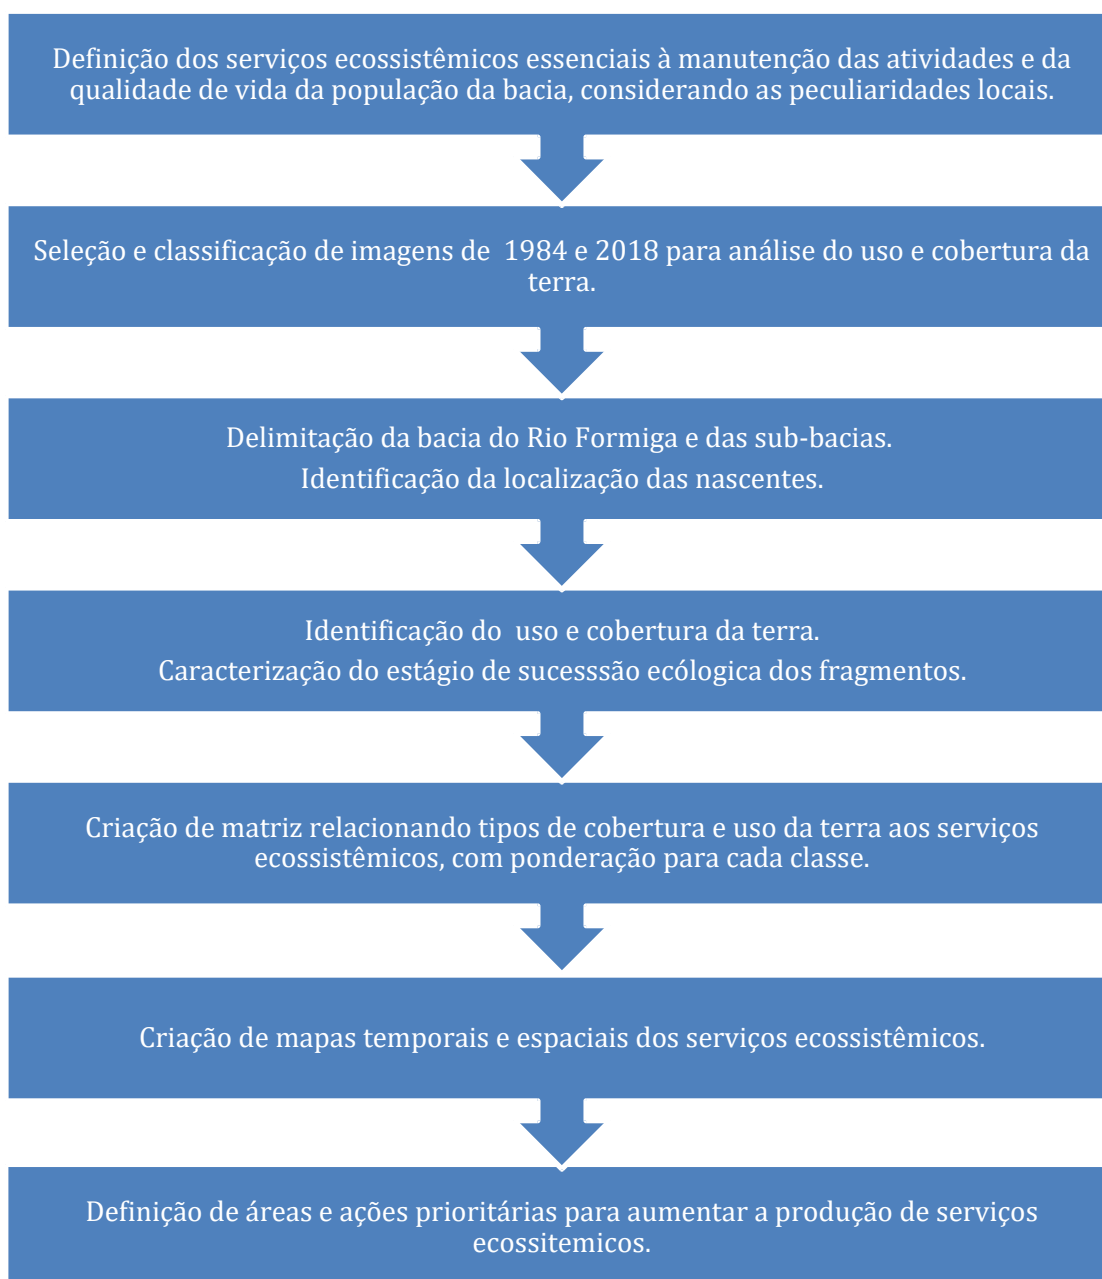 Definição dos serviços ecossistêmicos essenciais à manutenção das atividades e da
qualidade de vida da população da bacia, considerando as peculiaridades locais.
Seleção e classificação de imagens de  1984 e 2018 para análise do uso e cobertura da
terra.
Delimitação da bacia do Rio Formiga e das sub-bacias.
Identificação da localização das nascentes.
Identificação do  uso e cobertura da terra.
Caracterização do estágio de sucesssão ecólogica dos fragmentos.
Criação de matriz relacionando tipos de cobertura e uso da terra aos serviços
ecossistêmicos, com ponderação para cada classe.
Criação de mapas temporais e espaciais dos serviços ecossistêmicos.
Definição de áreas e ações prioritárias para aumentar a produção de serviços
ecossitemicos.